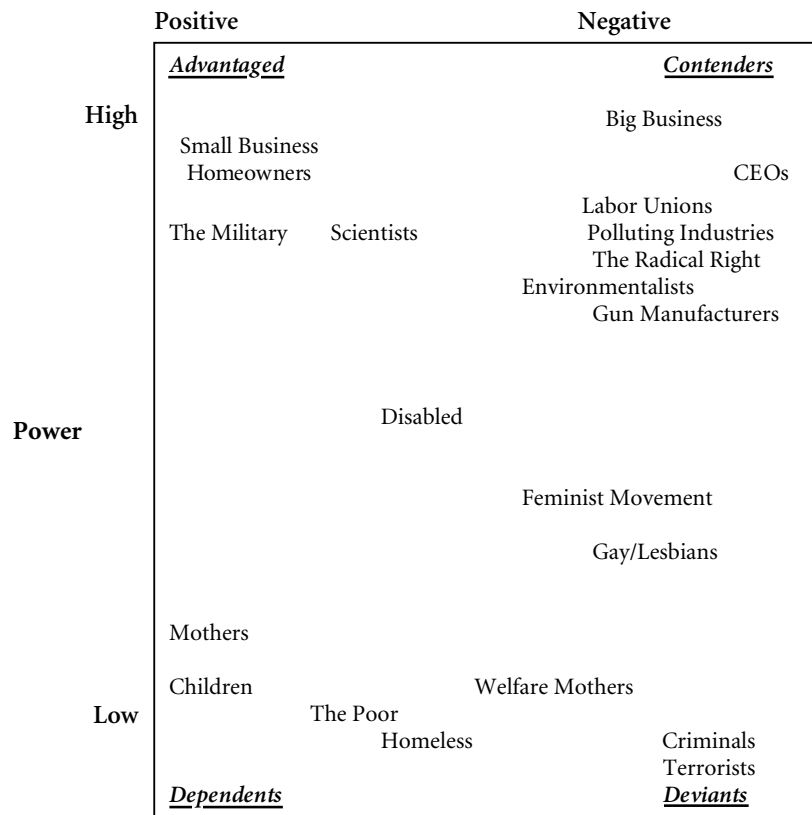 Positive Negative
Advantaged Contenders
High Big Business
Small Business
Homeowners CEOs
Labor Unions
The Military Scientists Polluting Industries
The Radical Right
Environmentalists
Gun Manufacturers
Power Disabled
Feminist Movement
Gay/Lesbians
Mothers
Children Welfare Mothers
Low The Poor
Homeless Criminals
Terrorists
Dependents Deviants